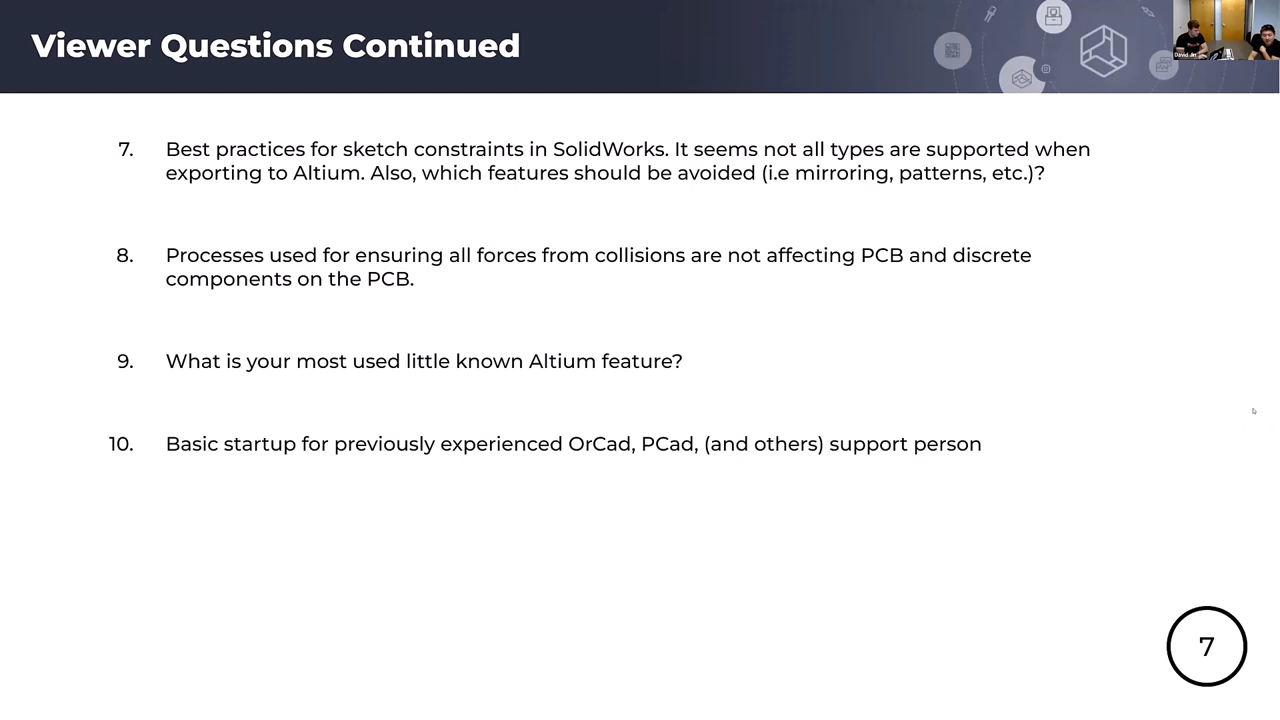 Viewer Questions Continued
7. Best practices for sketch constraints in SolidWorks. It seems not all types are supported when
exporting to Altium. Also, which features should be avoided (i.e mirroring, patterns, etc.)?
8. Processes used for ensuring all forces from collisions are not affecting PCB and discrete
components on the PCB.
9. What is your most used little known Altium feature?
10. Basic startup for previously experienced OrCad, PCad, (and others) support person
7